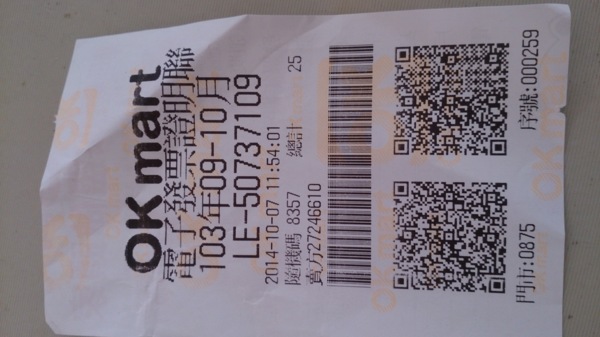 OK mart
電子發票證明聯
103年09-10月
LE-50737109
2014-10-07 11:54:01
隨機碼 8357 總計 25
賣方27246610
門市:0875 序號:000259